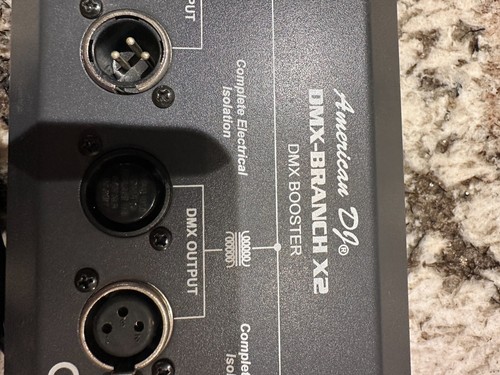 American DJ®
DMX-BRANCH X2
DMX BOOSTER
Complete Electrical
Isolation
DMX OUTPUT